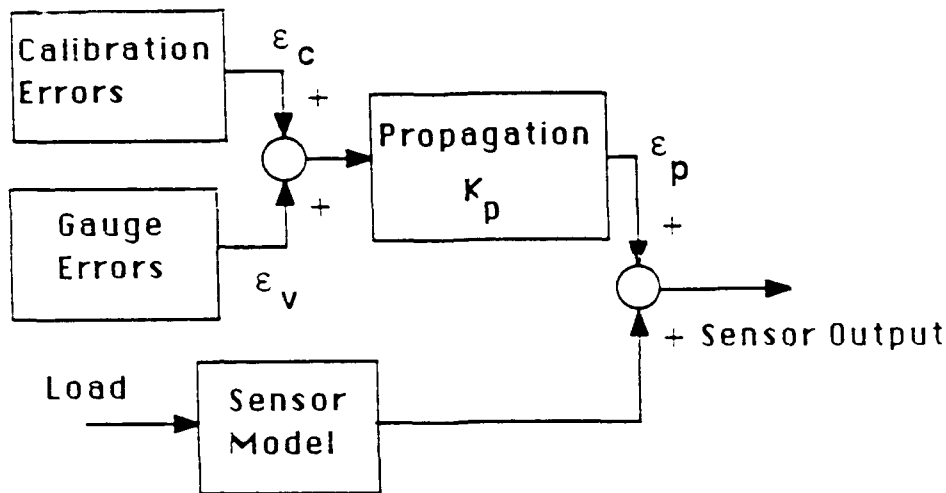 Calibration
Errors
ε c
+
Propagation
K p
ε p
+
+
Gauge
Errors
ε v
+ Sensor Output
Load
Sensor
Model